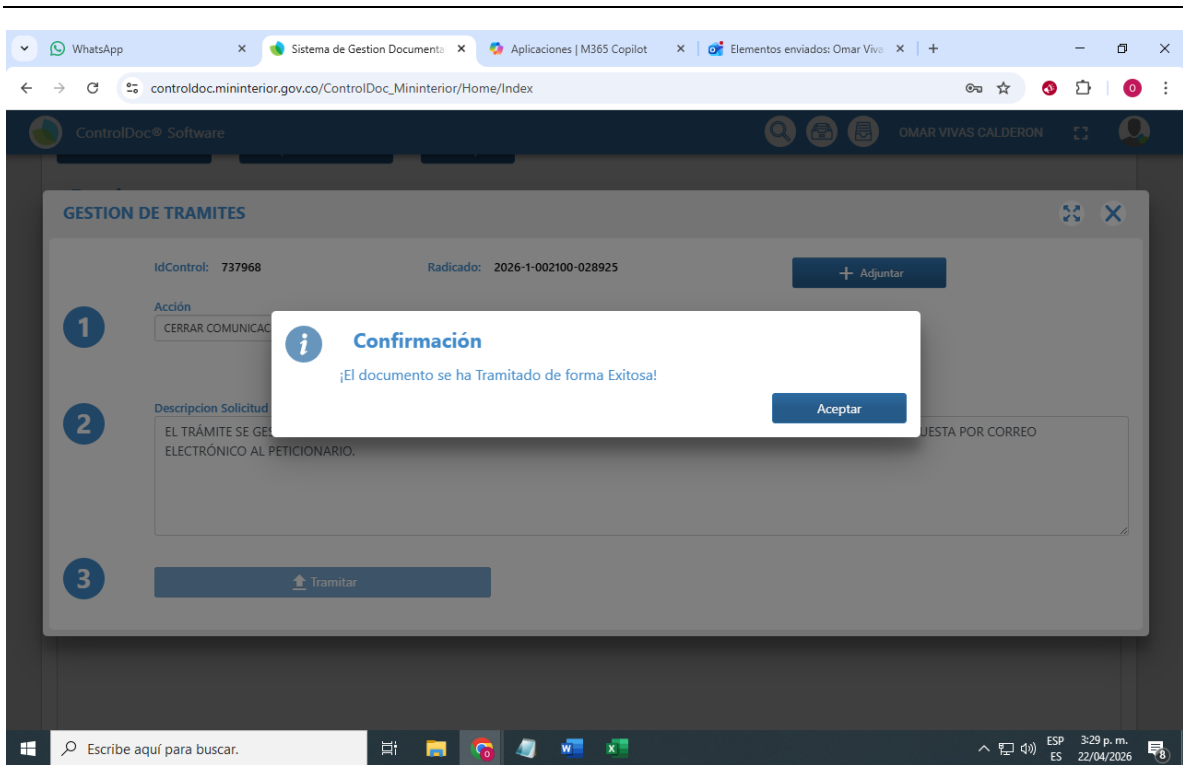 WhatsApp
Sistema de Gestion Documenta
Aplicaciones | M365 Copilot
Elementos enviados: Omar Viva
controldoc.mininterior.gov.co/ControlDoc_Mininterior/Home/Index
O
ControlDoc® Software
OMAR VIVAS CALDERON
GESTION DE TRAMITES
IdControl: 737968
Radicado: 2026-1-002100-028925
Adjuntar
1
Acción
CERRAR COMUNICAC
Confirmación
¡El documento se ha Tramitado de forma Exitosa!
Aceptar
2
Descripcion Solicitud
EL TRÁMITE SE GES
UESTA POR CORREO
ELECTRÓNICO AL PETICIONARIO.
3
Tramitar
Escribe aquí para buscar.
ESP
ES
3:29 p. m.
22/04/2026
8